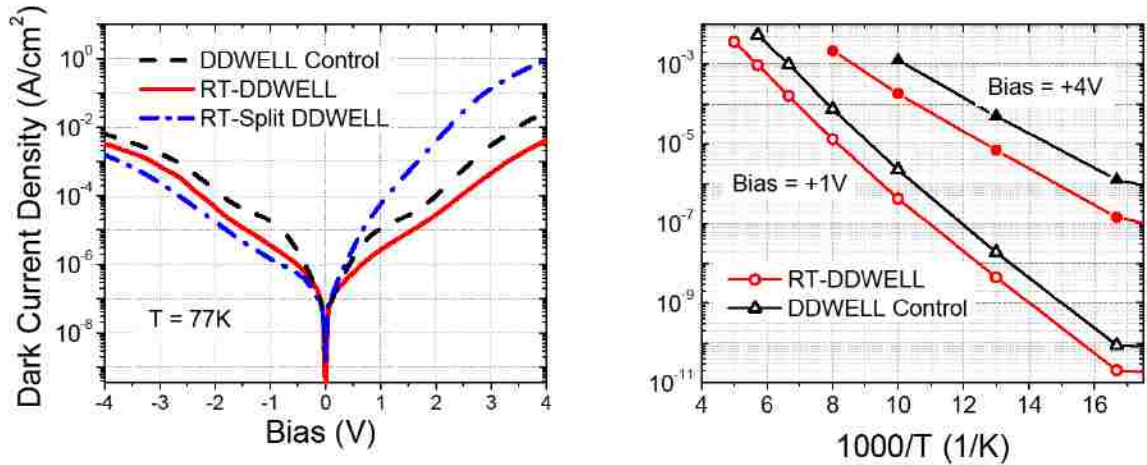 Dark Current Density (A/cm²)
10⁰
10⁻²
10⁻⁴
10⁻⁶
10⁻⁸
DDWELL Control
RT-DDWELL
RT-Split DDWELL
T = 77K
-4 -3 -2 -1 0 1 2 3 4
Bias (V)
10⁻³
10⁻⁵
10⁻⁷
10⁻⁹
10⁻¹¹
Bias = +4V
Bias = +1V
RT-DDWELL
DDWELL Control
4 6 8 10 12 14 16
1000/T (1/K)